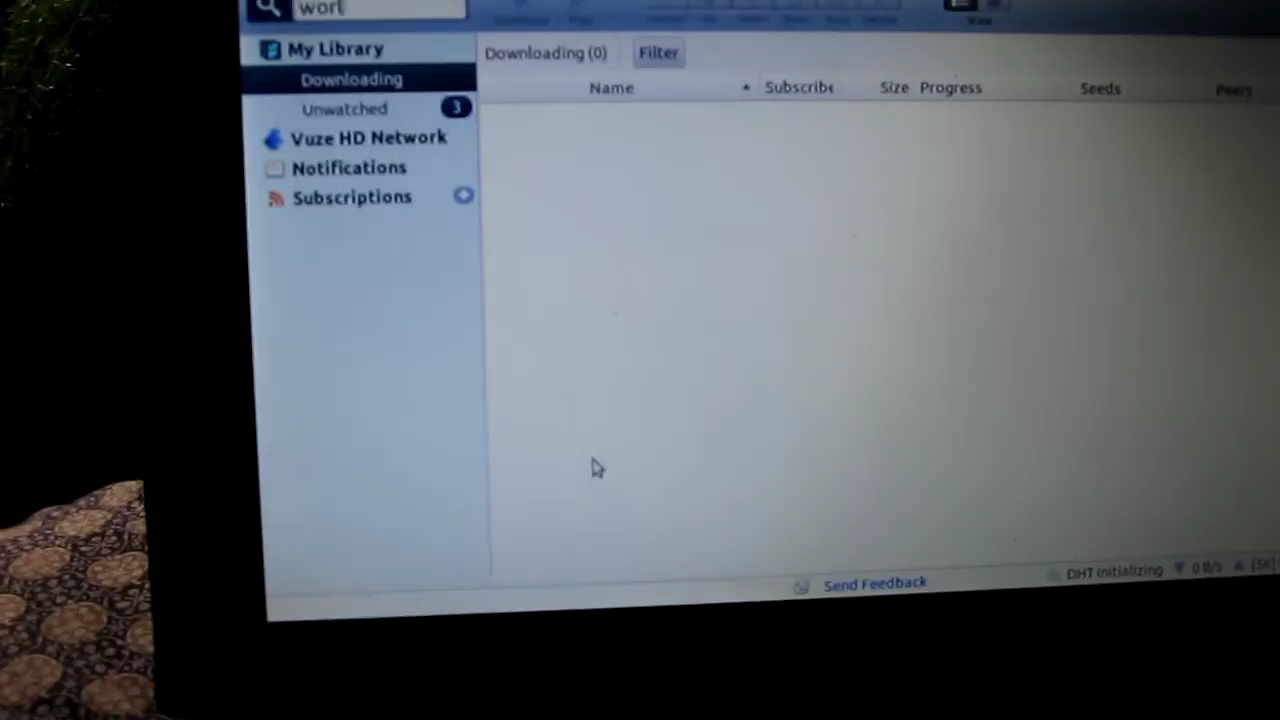 worl
My Library
Downloading (0) Filter
Downloading
Name Subscribe Size Progress Seeds Peers
Unwatched 3
Vuze HD Network
Notifications
Subscriptions
Send Feedback DHT Initializing 0 B/s